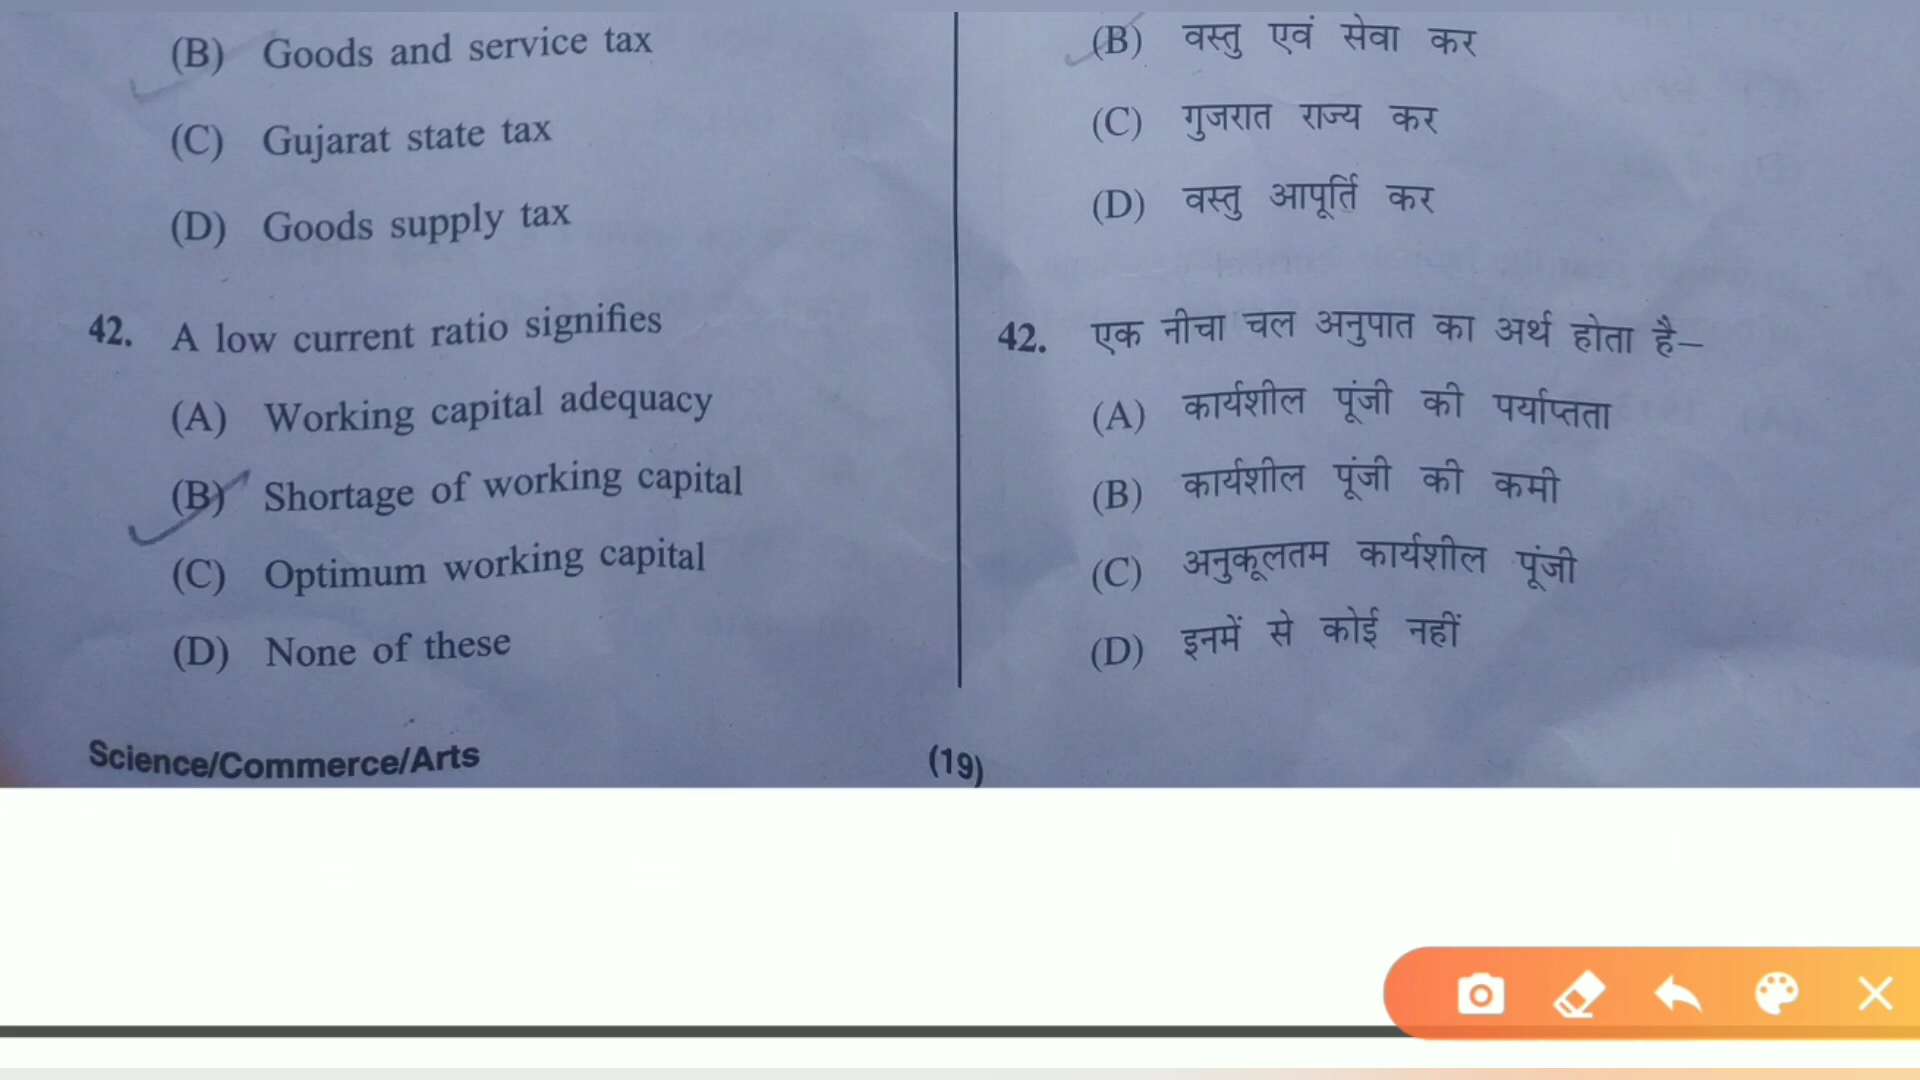 (B) Goods and service tax
(C) Gujarat state tax
(D) Goods supply tax
42. A low current ratio signifies
(A) Working capital adequacy
(B) Shortage of working capital
(C) Optimum working capital
(D) None of these
(B) वस्तु एवं सेवा कर
(C) गुजरात राज्य कर
(D) वस्तु आपूर्ति कर
42. एक नीचा चल अनुपात का अर्थ होता है–
(A) कार्यशील पूंजी की पर्याप्तता
(B) कार्यशील पूंजी की कमी
(C) अनुकूलतम कार्यशील पूंजी
(D) इनमें से कोई नहीं
Science/Commerce/Arts
(19)